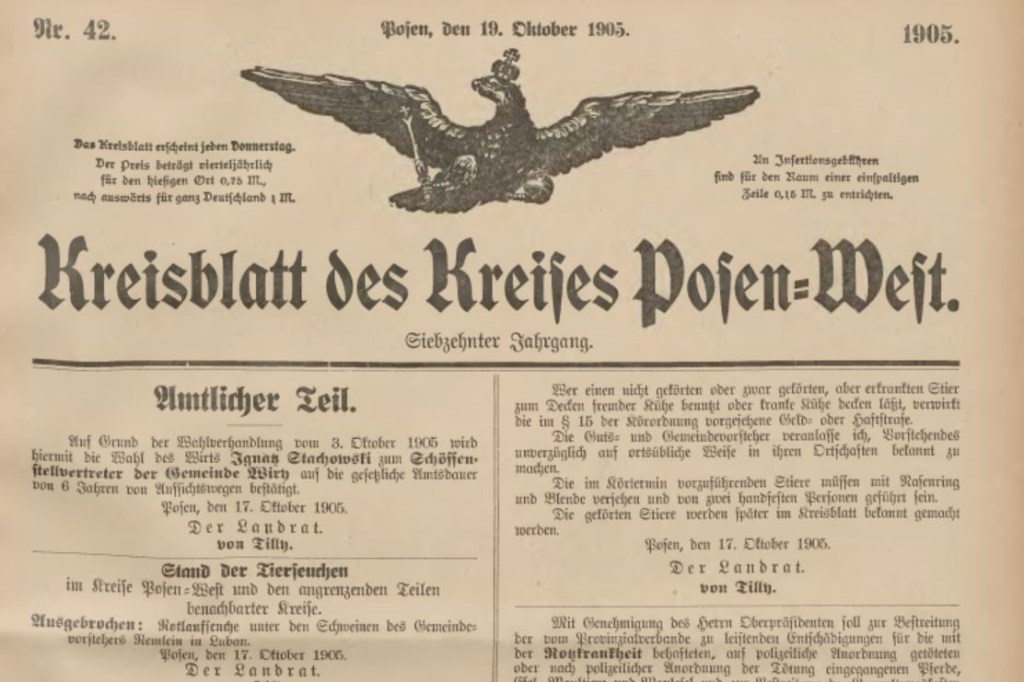 Nr. 42.
Posen, den 19. Oktober 1905.
1905.
Das Kreisblatt erscheint jeden Donnerstag.
Der Preis beträgt vierteljährlich
für den hiesigen Ort 0,75 M.,
nach auswärts für ganz Deutschland 1 M.
An Insertionsgebühren
sind für den Raum einer einspaltigen
Zeile 0,15 M. zu entrichten.
Kreisblatt des Kreises Posen=West.
Siebzehnter Jahrgang.
Amtlicher Teil.
Auf Grund der Wahlverhandlung vom 3. Oktober 1905 wird
hiermit die Wahl des Wirts Ignatz Stachowski zum Schöffen-
stellvertreter der Gemeinde Wiry auf die gesetzliche Amtsdauer
von 6 Jahren von Aufsichtswegen bestätigt.
Posen, den 17. Oktober 1905.
Der Landrat.
von Tilly.
Stand der Tierseuchen
im Kreise Posen=West und den angrenzenden Teilen
benachbarter Kreise.
Ausgebrochen: Rotlaufseuche unter den Schweinen des Gemeinde-
vorstehers Remlein in Luban.
Posen, den 17. Oktober 1905.
Der Landrat.
Wer einen nicht gekörten oder zwar gekörten, aber erkrankten Stier
zum Decken fremder Kühe benutzt oder kranke Kühe decken läßt, verwirkt
die im § 15 der Körordnung vorgesehene Geld- oder Haftstrafe.
Die Guts- und Gemeindevorsteher veranlasse ich, Vorstehendes
unverzüglich auf ortsübliche Weise in ihren Ortschaften bekannt zu
machen.
Die im Körtermin vorzuführenden Stiere müssen mit Nasenring
und Blende versehen und von zwei handfesten Personen geführt sein.
Die gekörten Stiere werden später im Kreisblatt bekannt gemacht
werden.
Posen, den 17. Oktober 1905.
Der Landrat.
von Tilly.
Mit Genehmigung des Herrn Oberpräsidenten soll zur Bestreitung
der vom Provinzialverbande zu leistenden Entschädigungen für die mit
der Rotzkrankheit behafteten, auf polizeiliche Anordnung getöteten
oder nach polizeilicher Anordnung der Tötung eingegangenen Pferde,